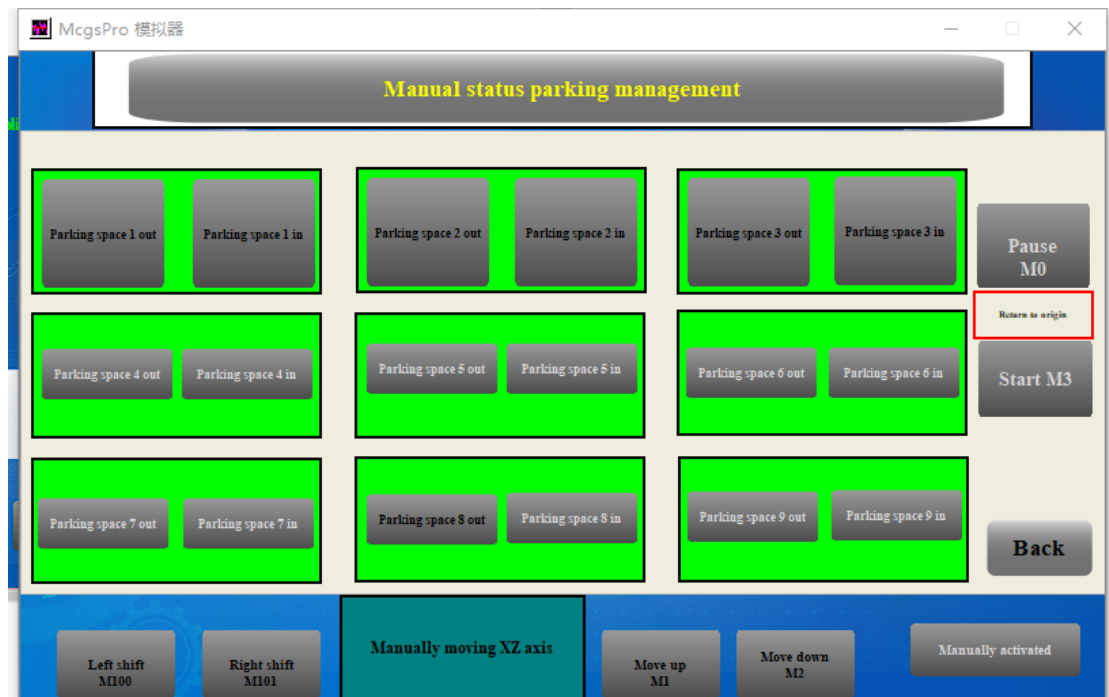 McgsPro 模拟器
Manual status parking management
Parking space 1 out
Parking space 1 in
Parking space 2 out
Parking space 2 in
Parking space 3 out
Parking space 3 in
Pause
M0
Return to origin
Parking space 4 out
Parking space 4 in
Parking space 5 out
Parking space 5 in
Parking space 6 out
Parking space 6 in
Start M3
Parking space 7 out
Parking space 7 in
Parking space 8 out
Parking space 8 in
Parking space 9 out
Parking space 9 in
Back
Left shift
M100
Right shift
M101
Manually moving XZ axis
Move up
M1
Move down
M2
Manually activated